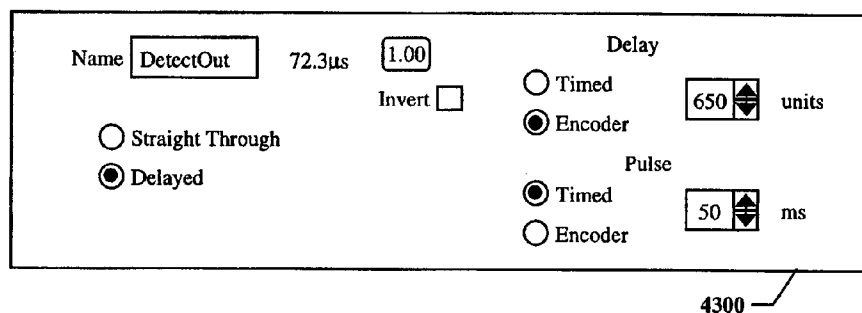 Name DetectOut 72.3µs 1.00
Invert
Straight Through
Delayed
Delay
Timed
Encoder
650 units
Pulse
Timed
Encoder
50 ms
4300